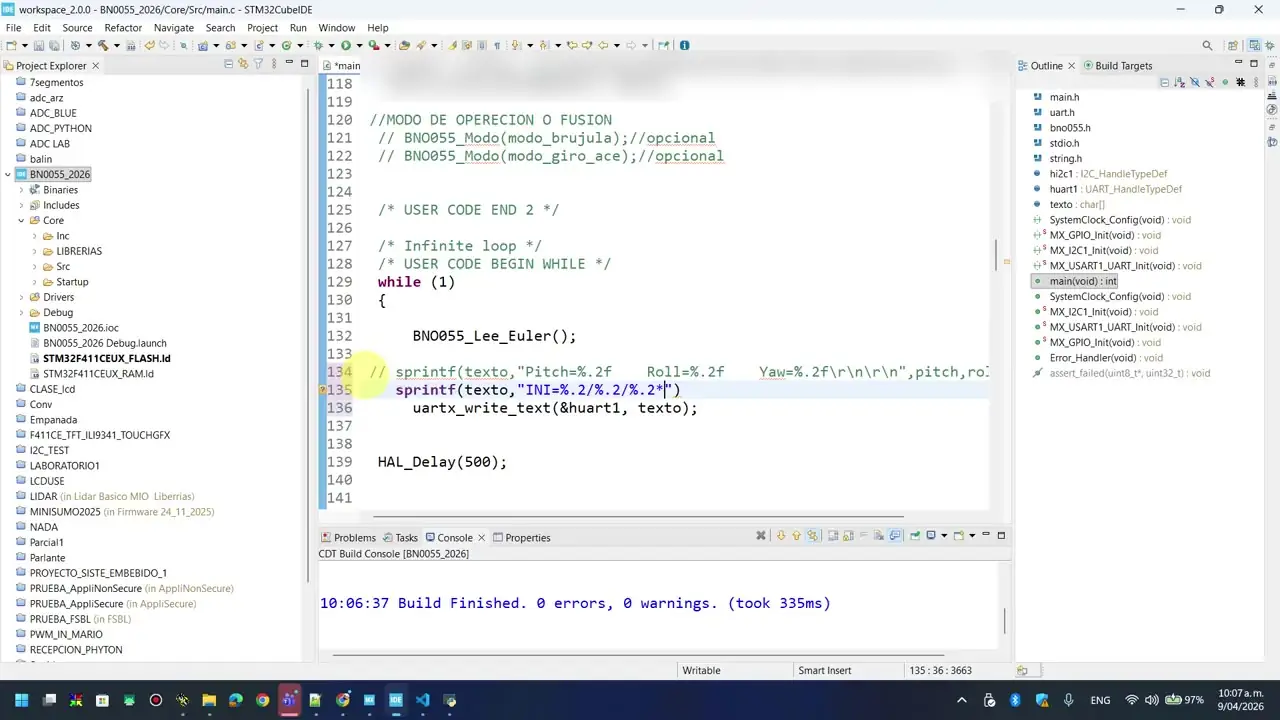 workspace_2.0.0 - BN0055_2026/Core/Src/main.c - STM32CubeIDE
File Edit Source Refactor Navigate Search Project Run Window Help
Project Explorer
7segmentos
adc_arz
ADC_BLUE
ADC_PYTHON
ADC LAB
balin
BN0055_2026
Binaries
Includes
Core
Inc
LIBRERIAS
Src
Startup
Drivers
Debug
BN0055_2026.ioc
BN0055_2026 Debug.launch
STM32F411CEUX_FLASH.ld
STM32F411CEUX_RAM.ld
CLASE_lcd
Conv
Empanada
F411CE_TFT_ILI9341_TOUCHGFX
I2C_TEST
LABORATORIO1
LCDUSE
LIDAR (in Lidar Basico MIO Liberrias)
MINISUMO2025 (in Firmware 24_11_2025)
NADA
Parcial1
Parlante
PROYECTO_SISTE_EMBEBIDO_1
PRUEBA_AppliNonSecure (in AppliNonSecure)
PRUEBA_AppliSecure (in AppliSecure)
PRUEBA_FSBL (in FSBL)
PWM_IN_MARIO
RECEPCION_PHYTON
*main
118
119
120 //MODO DE OPERECION O FUSION
121 // BNO055_Modo(modo_brujula);//opcional
122 // BNO055_Modo(modo_giro_ace);//opcional
123
124
125 /* USER CODE END 2 */
126
127 /* Infinite loop */
128 /* USER CODE BEGIN WHILE */
129 while (1)
130 {
131
132 BNO055_Lee_Euler();
133
134 // sprintf(texto,"Pitch=%.2f Roll=%.2f Yaw=%.2f\r\n\r\n",pitch,rol
135 sprintf(texto,"INI=%.2/%.2/%.2*")
136 uartx_write_text(&huart1, texto);
137
138
139 HAL_Delay(500);
140
141
Problems Tasks Console Properties
CDT Build Console [BN0055_2026]
10:06:37 Build Finished. 0 errors, 0 warnings. (took 335ms)
Writable Smart Insert 135 : 36 : 3663
Outline Build Targets
main.h
uart.h
bno055.h
stdio.h
string.h
hi2c1 : I2C_HandleTypeDef
huart1 : UART_HandleTypeDef
texto : char[]
SystemClock_Config(void) : void
MX_GPIO_Init(void) : void
MX_I2C1_Init(void) : void
MX_USART1_UART_Init(void) : void
main(void) : int
SystemClock_Config(void) : void
MX_I2C1_Init(void) : void
MX_USART1_UART_Init(void) : void
MX_GPIO_Init(void) : void
Error_Handler(void) : void
assert_failed(uint8_t*, uint32_t) : void
ENG 97% 10:07 a.m.
9/04/2026